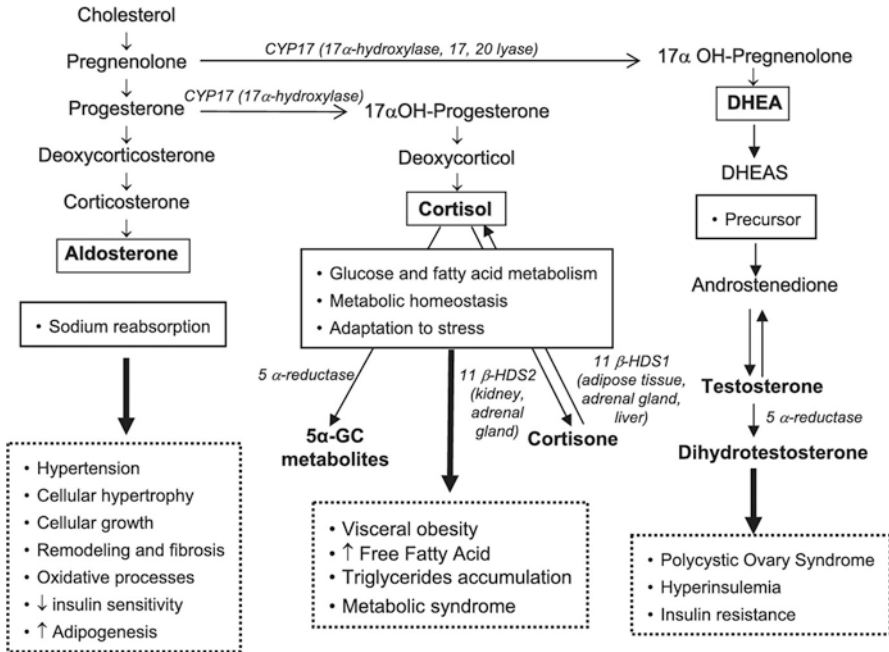 Cholesterol
Pregnenolone
CYP17 (17α-hydroxylase, 17, 20 lyase)
17α OH-Pregnenolone
Progesterone
CYP17 (17α-hydroxylase)
17αOH-Progesterone
DHEA
Deoxycorticosterone
Deoxycorticol
DHEAS
Corticosterone
Cortisol
• Precursor
Aldosterone
• Glucose and fatty acid metabolism
• Metabolic homeostasis
• Adaptation to stress
Androstenedione
• Sodium reabsorption
5 α-reductase
11 β-HDS2
(kidney,
adrenal
gland)
11 β-HDS1
(adipose tissue,
adrenal gland,
liver)
Testosterone
5 α-reductase
5α-GC
metabolites
Cortisone
Dihydrotestosterone
• Hypertension
• Cellular hypertrophy
• Cellular growth
• Remodeling and fibrosis
• Oxidative processes
• ↓ insulin sensitivity
• ↑ Adipogenesis
• Visceral obesity
• ↑ Free Fatty Acid
• Triglycerides accumulation
• Metabolic syndrome
• Polycystic Ovary Syndrome
• Hyperinsulemia
• Insulin resistance